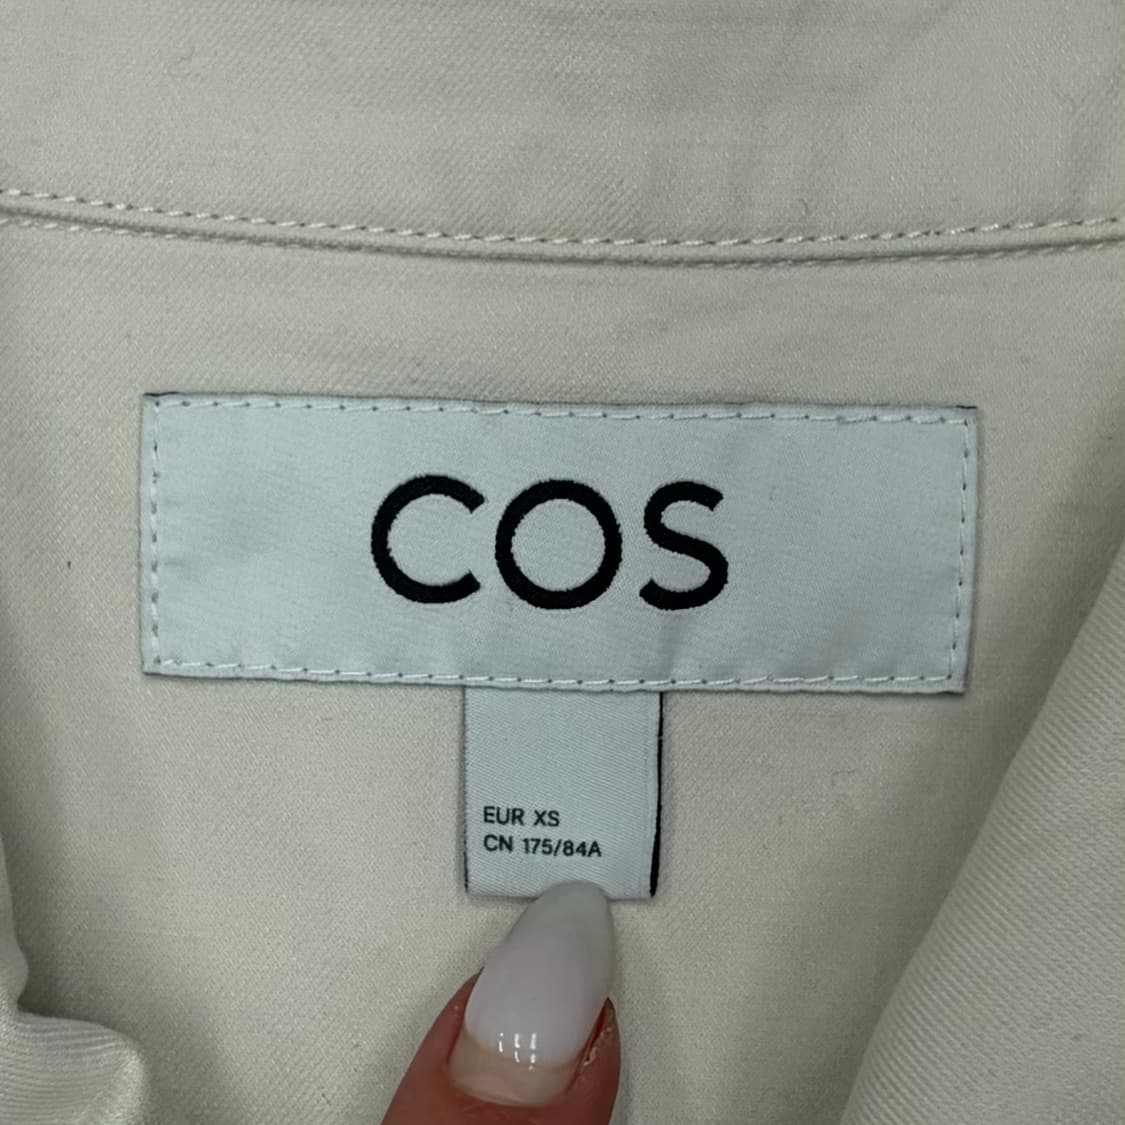 COS
EUR XS
CN 175/84A